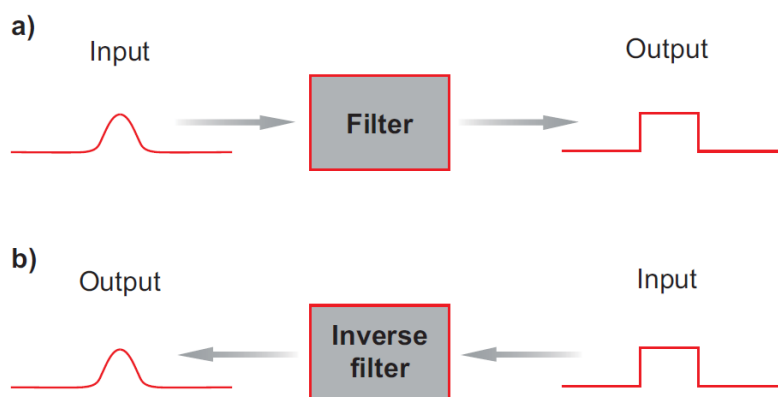 a)
Input
Output
Filter
b)
Output
Input
Inverse
filter